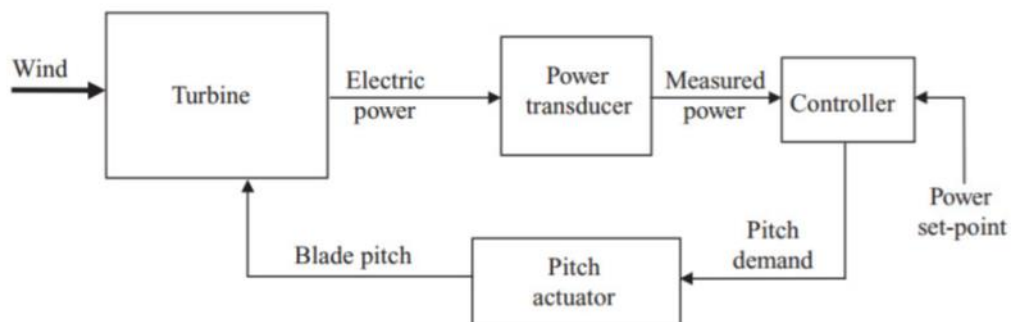 Wind
Turbine
Electric
power
Power
transducer
Measured
power
Controller
Power
set-point
Pitch
demand
Pitch
actuator
Blade pitch